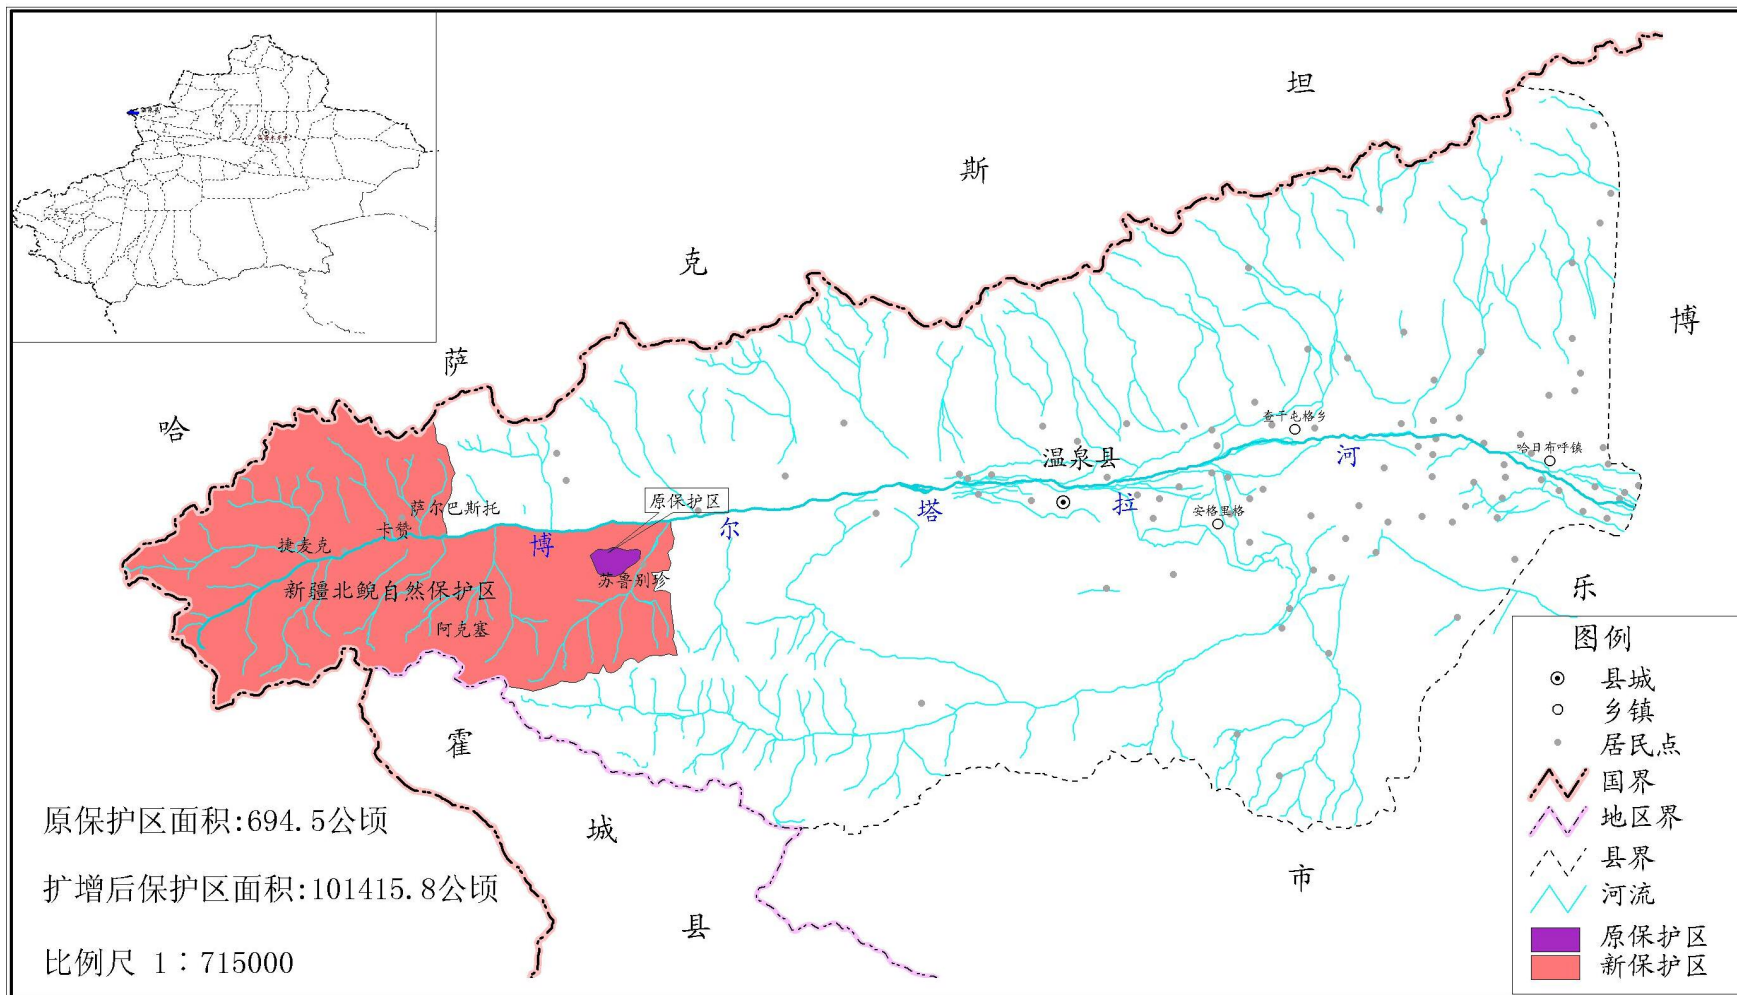 坦
斯
克
博
萨
哈
查干屯格乡
哈日布呼镇
温泉县
河
萨尔巴斯托
原保护区
塔
拉
安格里格
卡赞
博
尔
捷麦克
苏鲁别珍
新疆北鲵自然保护区
乐
阿克塞
霍
城
县
市
原保护区面积:694.5公顷
扩增后保护区面积:101415.8公顷
比例尺 1:715000
图例
县城
乡镇
居民点
国界
地区界
县界
河流
原保护区
新保护区